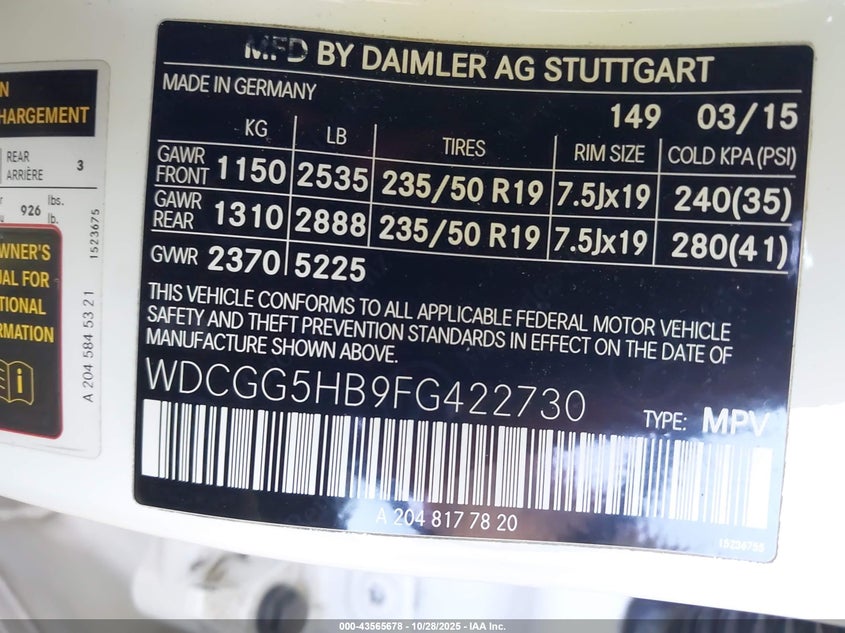 MFD BY DAIMLER AG STUTTGART
MADE IN GERMANY
149 03/15
KG LB TIRES RIM SIZE COLD KPA(PSI)
GAWR FRONT 1150 2535 235/50 R19 7.5Jx19 240(35)
GAWR REAR 1310 2888 235/50 R19 7.5Jx19 280(41)
GVWR 2370 5225
THIS VEHICLE CONFORMS TO ALL APPLICABLE FEDERAL MOTOR VEHICLE
SAFETY AND THEFT PREVENTION STANDARDS IN EFFECT ON THE DATE OF
MANUFACTURE SHOWN ABOVE.
WDCGG5HB9FG422730
TYPE: MPV
A 204 817 78 20
15236755
N
HARGEMENT
REAR
ARRIÈRE 3
926 lbs.
lb.
1523675
WNER'S
UAL FOR
TIONAL
RMATION
A 204 584 53 21
000-43565678 - 10/28/2025 - IAA Inc.